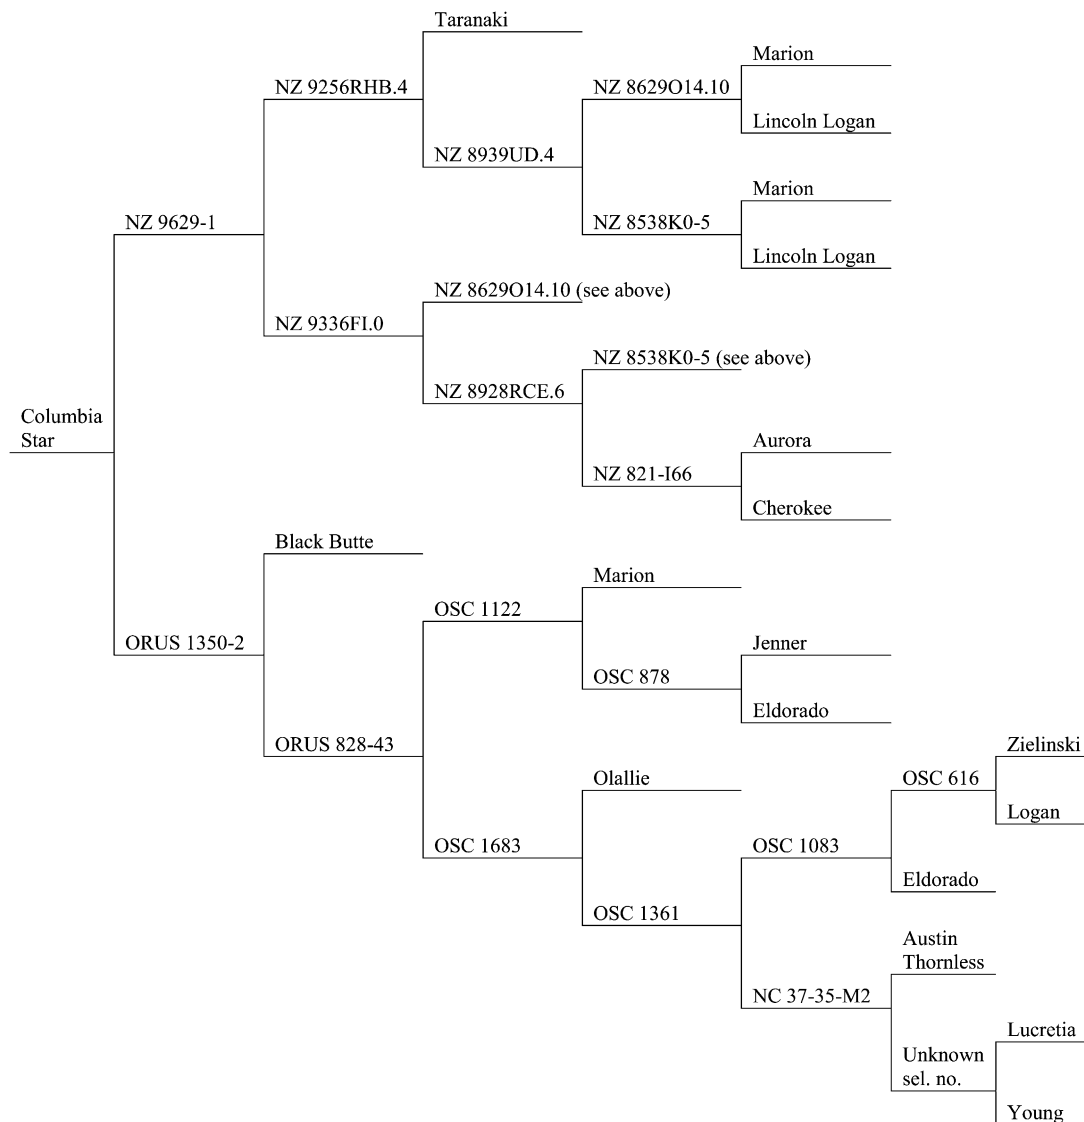 Taranaki
Marion
NZ 9256RHB.4
NZ 8629O14.10
Lincoln Logan
NZ 8939UD.4
Marion
NZ 9629-1
NZ 8538K0-5
Lincoln Logan
NZ 8629O14.10 (see above)
NZ 9336FI.0
NZ 8538K0-5 (see above)
NZ 8928RCE.6
Columbia
Star
Aurora
NZ 821-I66
Cherokee
Black Butte
Marion
OSC 1122
ORUS 1350-2
Jenner
OSC 878
Eldorado
ORUS 828-43
Zielinski
Olallie
OSC 616
Logan
OSC 1683
OSC 1083
Eldorado
OSC 1361
Austin
Thornless
NC 37-35-M2
Lucretia
Unknown
sel. no.
Young